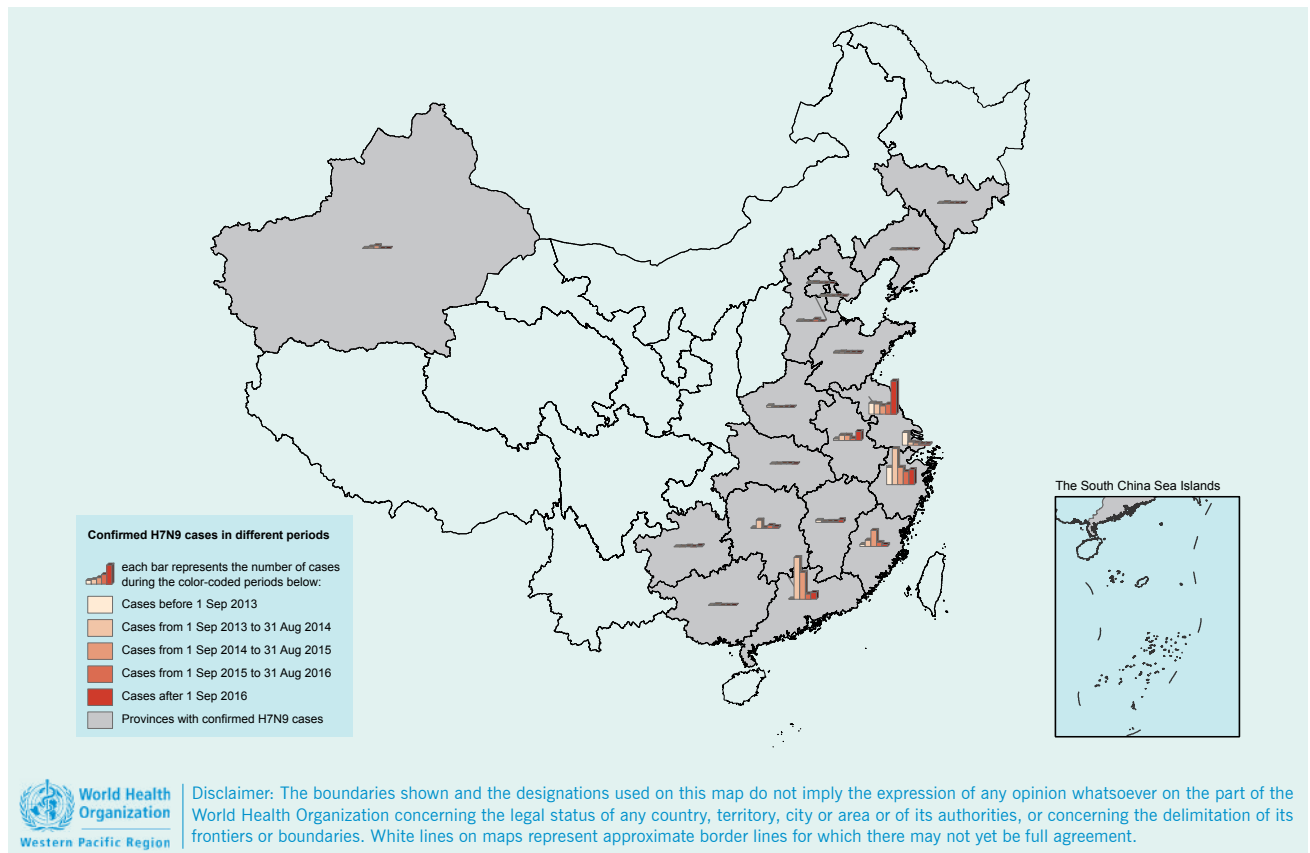 The South China Sea Islands
Confirmed H7N9 cases in different periods
each bar represents the number of cases
during the color-coded periods below:
Cases before 1 Sep 2013
Cases from 1 Sep 2013 to 31 Aug 2014
Cases from 1 Sep 2014 to 31 Aug 2015
Cases from 1 Sep 2015 to 31 Aug 2016
Cases after 1 Sep 2016
Provinces with confirmed H7N9 cases
World Health
Organization
Western Pacific Region
Disclaimer: The boundaries shown and the designations used on this map do not imply the expression of any opinion whatsoever on the part of the
World Health Organization concerning the legal status of any country, territory, city or area or of its authorities, or concerning the delimitation of its
frontiers or boundaries. White lines on maps represent approximate border lines for which there may not yet be full agreement.